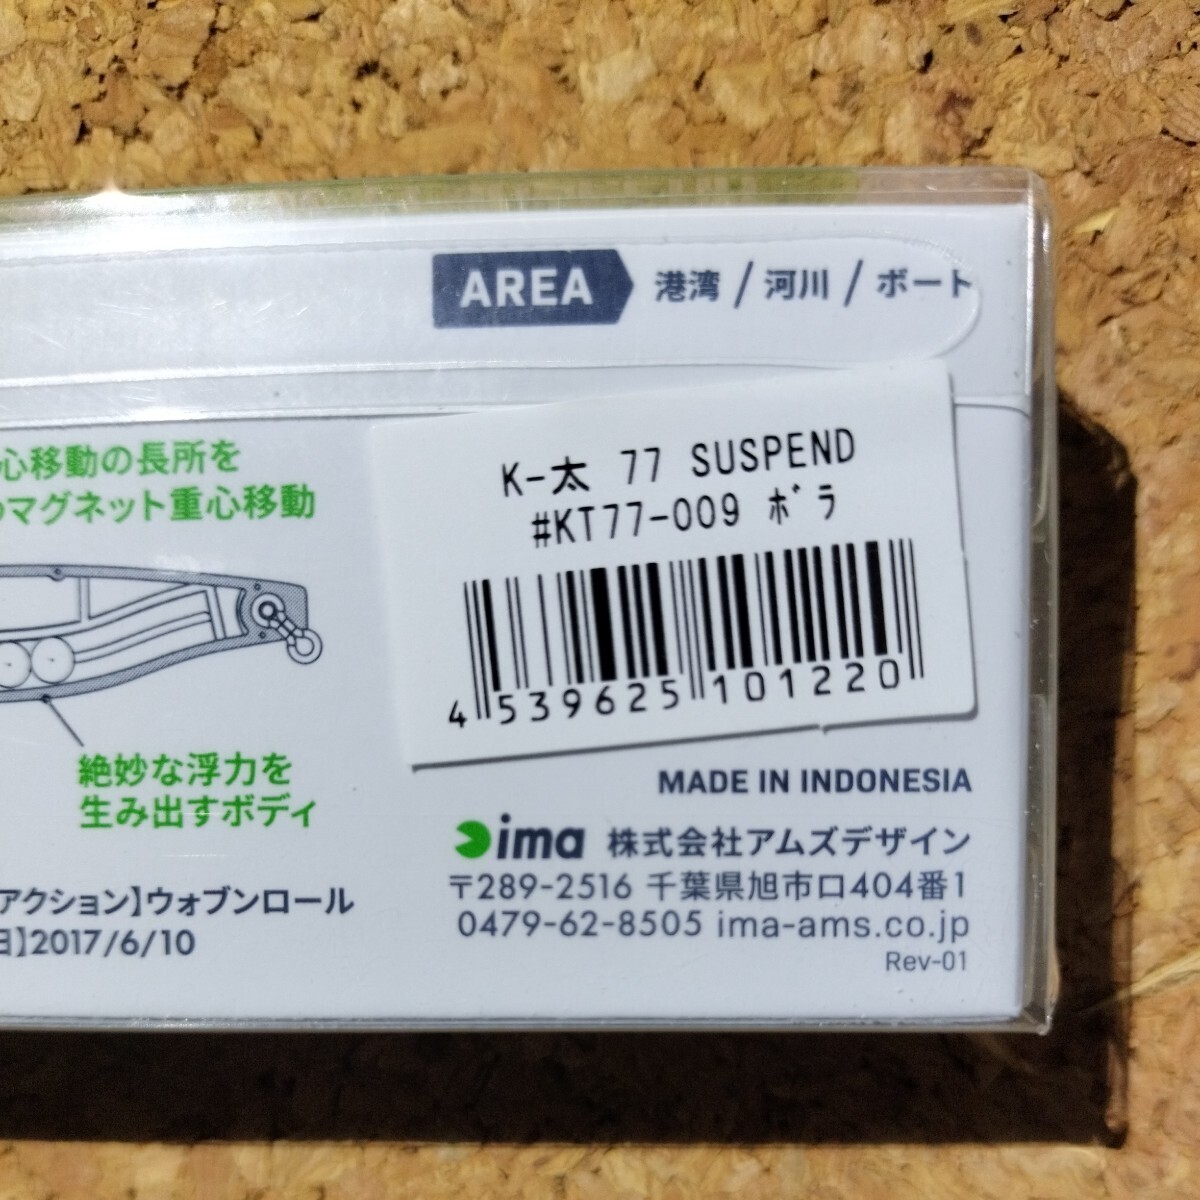 AREA 港湾 / 河川 / ボート
K-太 77 SUSPEND
#KT77-009 ボラ
4 539625 101220
心移動の長所を
マグネット重心移動
絶妙な浮力を
生み出すボディ
アクション】ウォブンロール
日】2017/6/10
MADE IN INDONESIA
ima 株式会社アムズデザイン
〒289-2516 千葉県旭市ロ404番1
0479-62-8505 ima-ams.co.jp
Rev-01